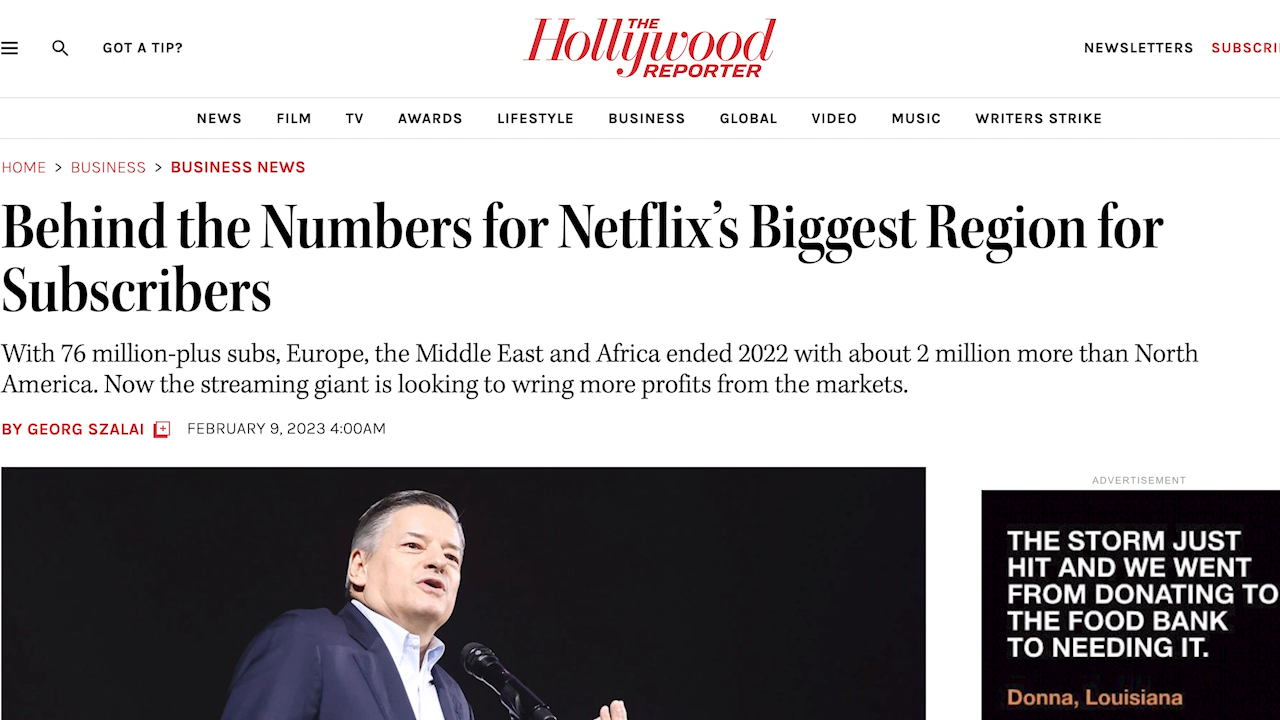 GOT A TIP?
THE
Hollywood
REPORTER
NEWSLETTERS SUBSCRI
NEWS FILM TV AWARDS LIFESTYLE BUSINESS GLOBAL VIDEO MUSIC WRITERS STRIKE
HOME > BUSINESS > BUSINESS NEWS
Behind the Numbers for Netflix’s Biggest Region for
Subscribers
With 76 million-plus subs, Europe, the Middle East and Africa ended 2022 with about 2 million more than North
America. Now the streaming giant is looking to wring more profits from the markets.
BY GEORG SZALAI FEBRUARY 9, 2023 4:00AM
ADVERTISEMENT
THE STORM JUST
HIT AND WE WENT
FROM DONATING TO
THE FOOD BANK
TO NEEDING IT.
Donna, Louisiana